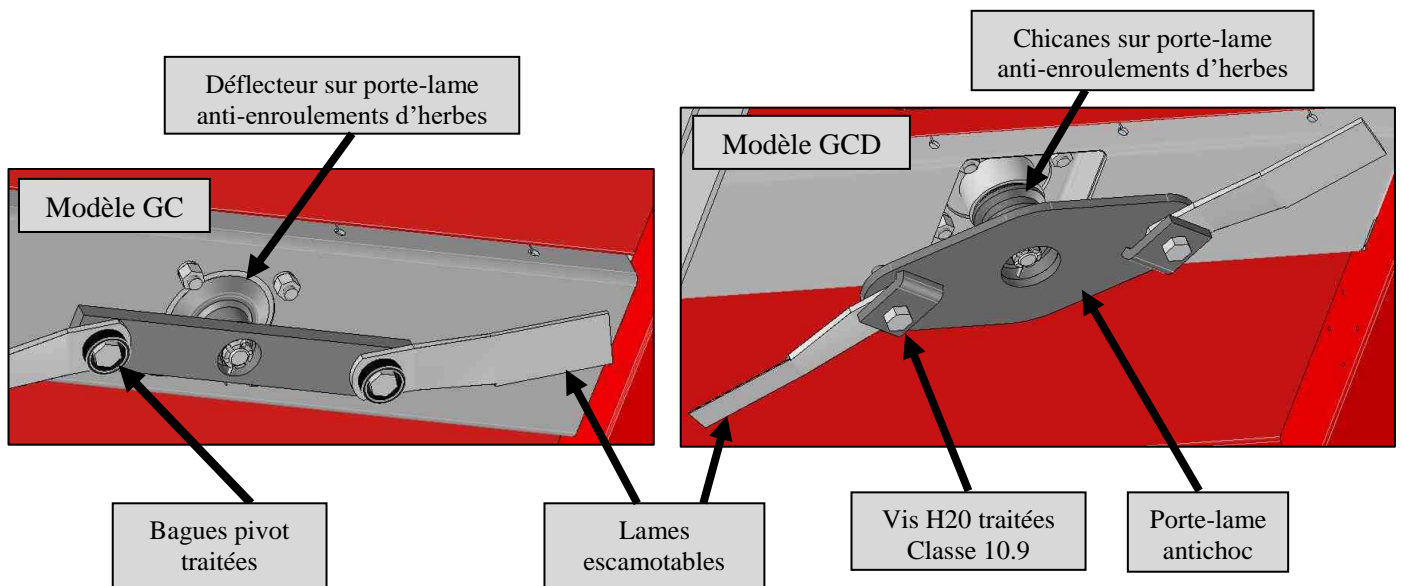 Déflecteur sur porte-lame
anti-enroulements d’herbes
Chicanes sur porte-lame
anti-enroulements d’herbes
Modèle GC
Modèle GCD
Bagues pivot
traitées
Lames
escamotables
Vis H20 traitées
Classe 10.9
Porte-lame
antichoc